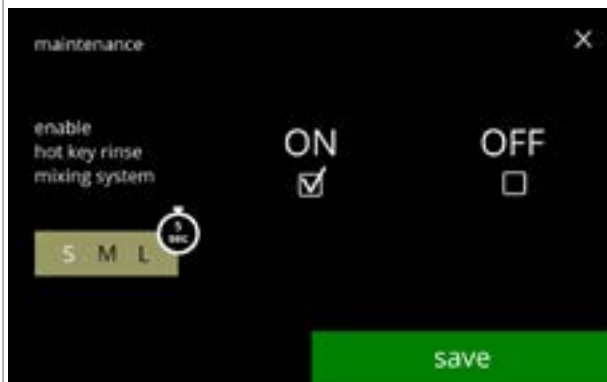 maintenance
enable
hot key rinse
mixing system
ON
OFF
5
sec
S M L
save